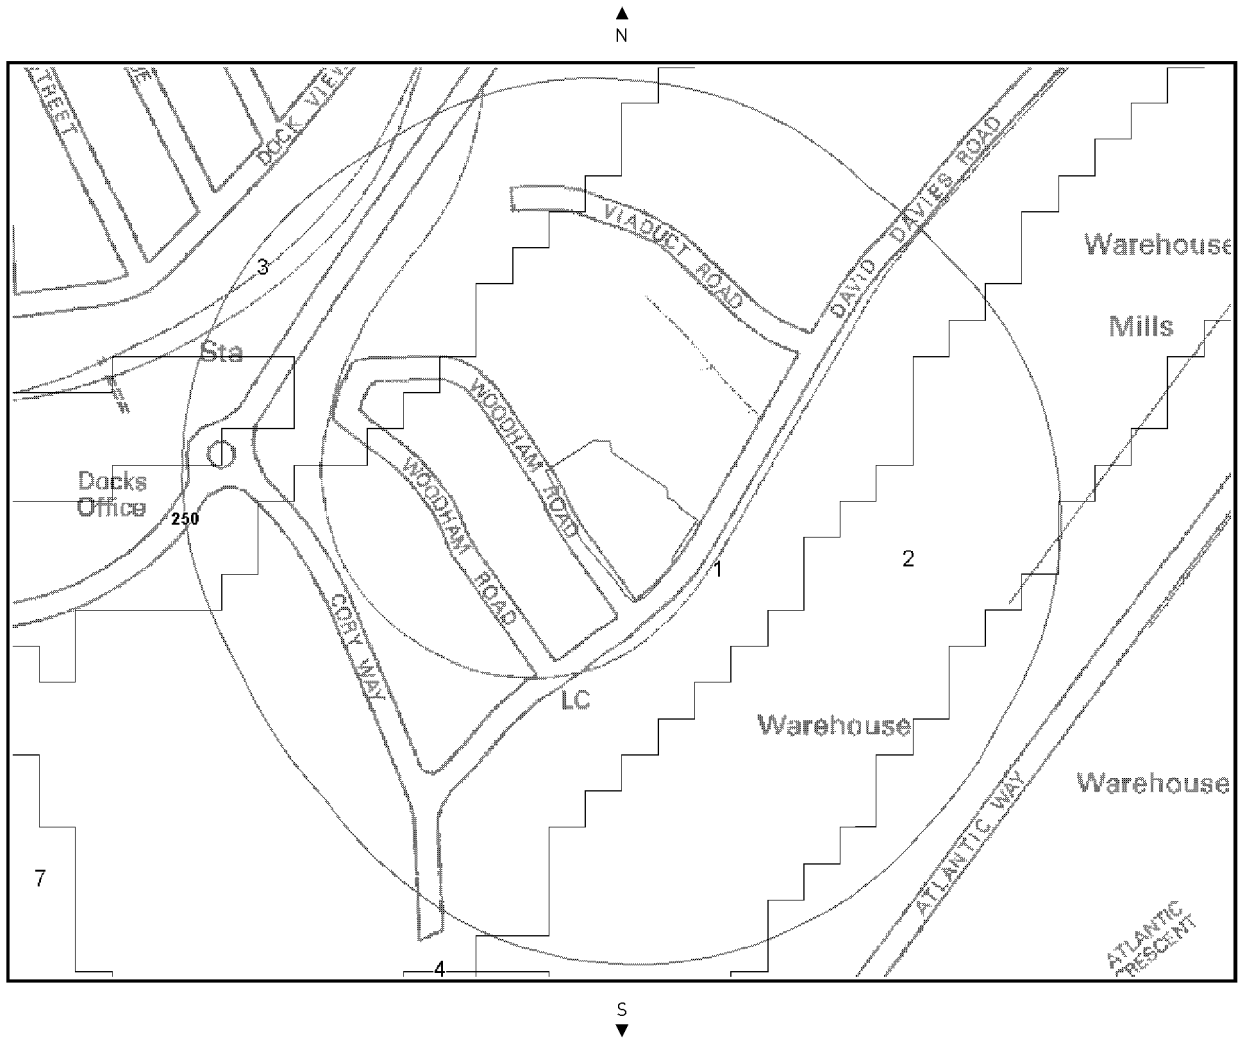 N
TREET
DOCK VIEW
DAVID DAVIES ROAD
VIADUCT ROAD
Warehouse
3
Mills
Sta
WOODHAM ROAD
WOODHAM ROAD
Docks
Office
250
1
2
CORY WAY
LC
Warehouse
Warehouse
ATLANTIC WAY
7
ATLANTIC
CRESCENT
4
S